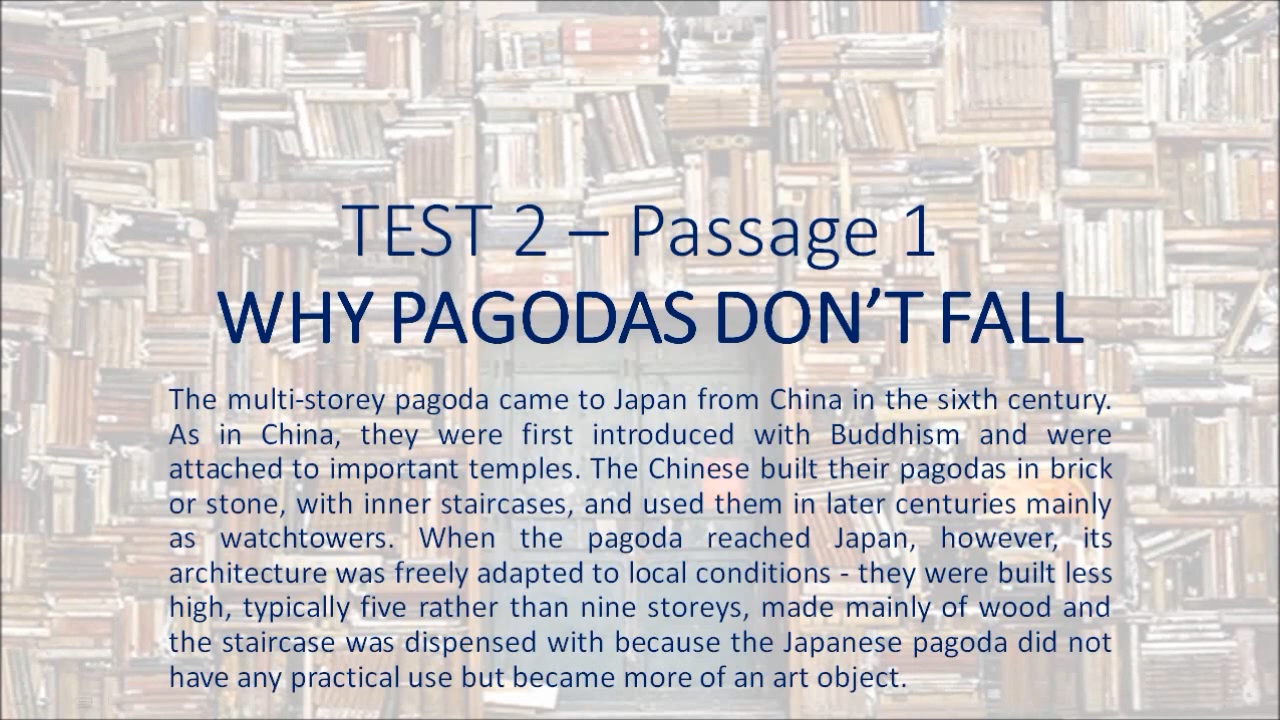 TEST 2 – Passage 1
WHY PAGODAS DON’T FALL
The multi-storey pagoda came to Japan from China in the sixth century.
As in China, they were first introduced with Buddhism and were
attached to important temples. The Chinese built their pagodas in brick
or stone, with inner staircases, and used them in later centuries mainly
as watchtowers. When the pagoda reached Japan, however, its
architecture was freely adapted to local conditions - they were built less
high, typically five rather than nine storeys, made mainly of wood and
the staircase was dispensed with because the Japanese pagoda did not
have any practical use but became more of an art object.